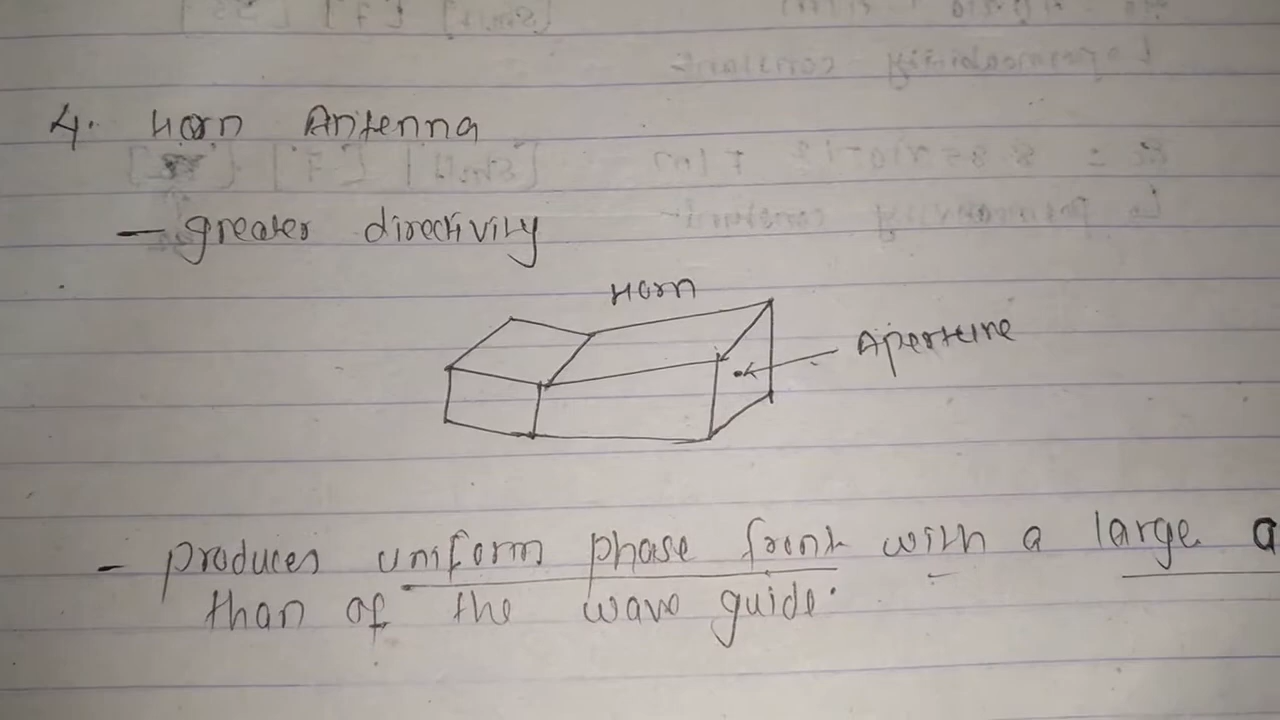 4. Horn Antenna
- greater directivity
Horn
Aperture
- produces uniform phase front with a large a
than of the wave guide.